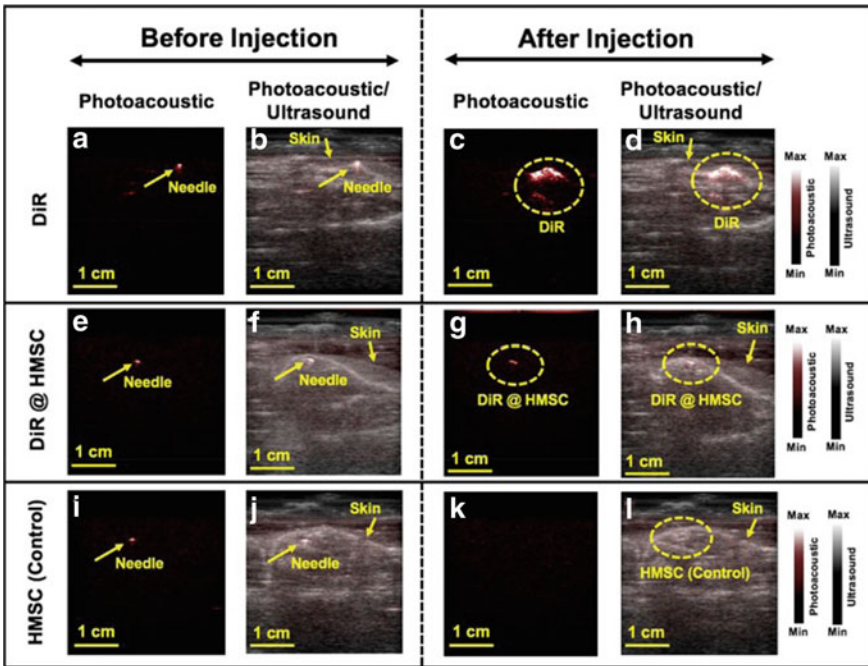 Before Injection
After Injection
Photoacoustic
Photoacoustic/
Ultrasound
Photoacoustic
Photoacoustic/
Ultrasound
DiR
a
Needle
1 cm
b
Skin
Needle
1 cm
c
DiR
1 cm
d
Skin
DiR
1 cm
Max
Photoacoustic
Min
Max
Ultrasound
Min
DiR @ HMSC
e
Needle
1 cm
f
Skin
Needle
1 cm
g
DiR @ HMSC
1 cm
h
Skin
DiR @ HMSC
1 cm
Max
Photoacoustic
Min
Max
Ultrasound
Min
HMSC (Control)
i
Needle
1 cm
j
Skin
Needle
1 cm
k
1 cm
l
Skin
HMSC (Control)
1 cm
Max
Photoacoustic
Min
Max
Ultrasound
Min